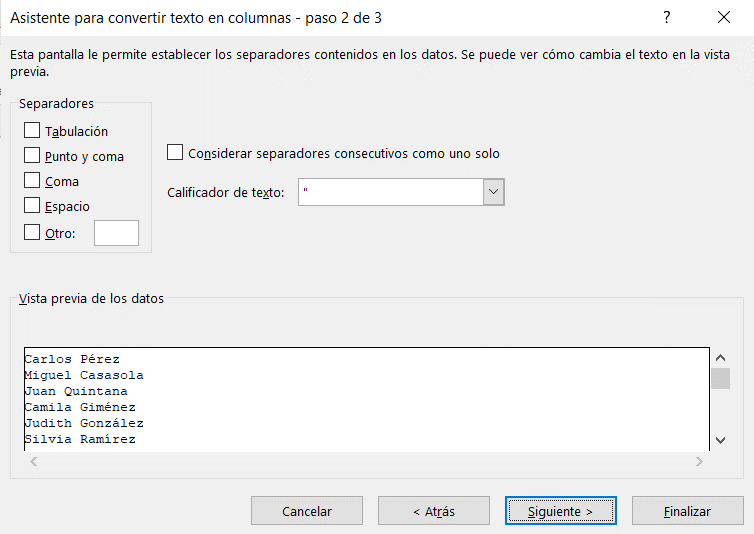 Asistente para convertir texto en columnas - paso 2 de 3
?
Esta pantalla le permite establecer los separadores contenidos en los datos. Se puede ver cómo cambia el texto en la vista
previa.
Separadores
Tabulación
Punto y coma
Coma
Espacio
Otro:
Considerar separadores consecutivos como uno solo
Calificador de texto: "
Vista previa de los datos
Carlos Pérez
Miguel Casasola
Juan Quintana
Camila Giménez
Judith González
Silvia Ramírez
Cancelar < Atrás Siguiente > Finalizar